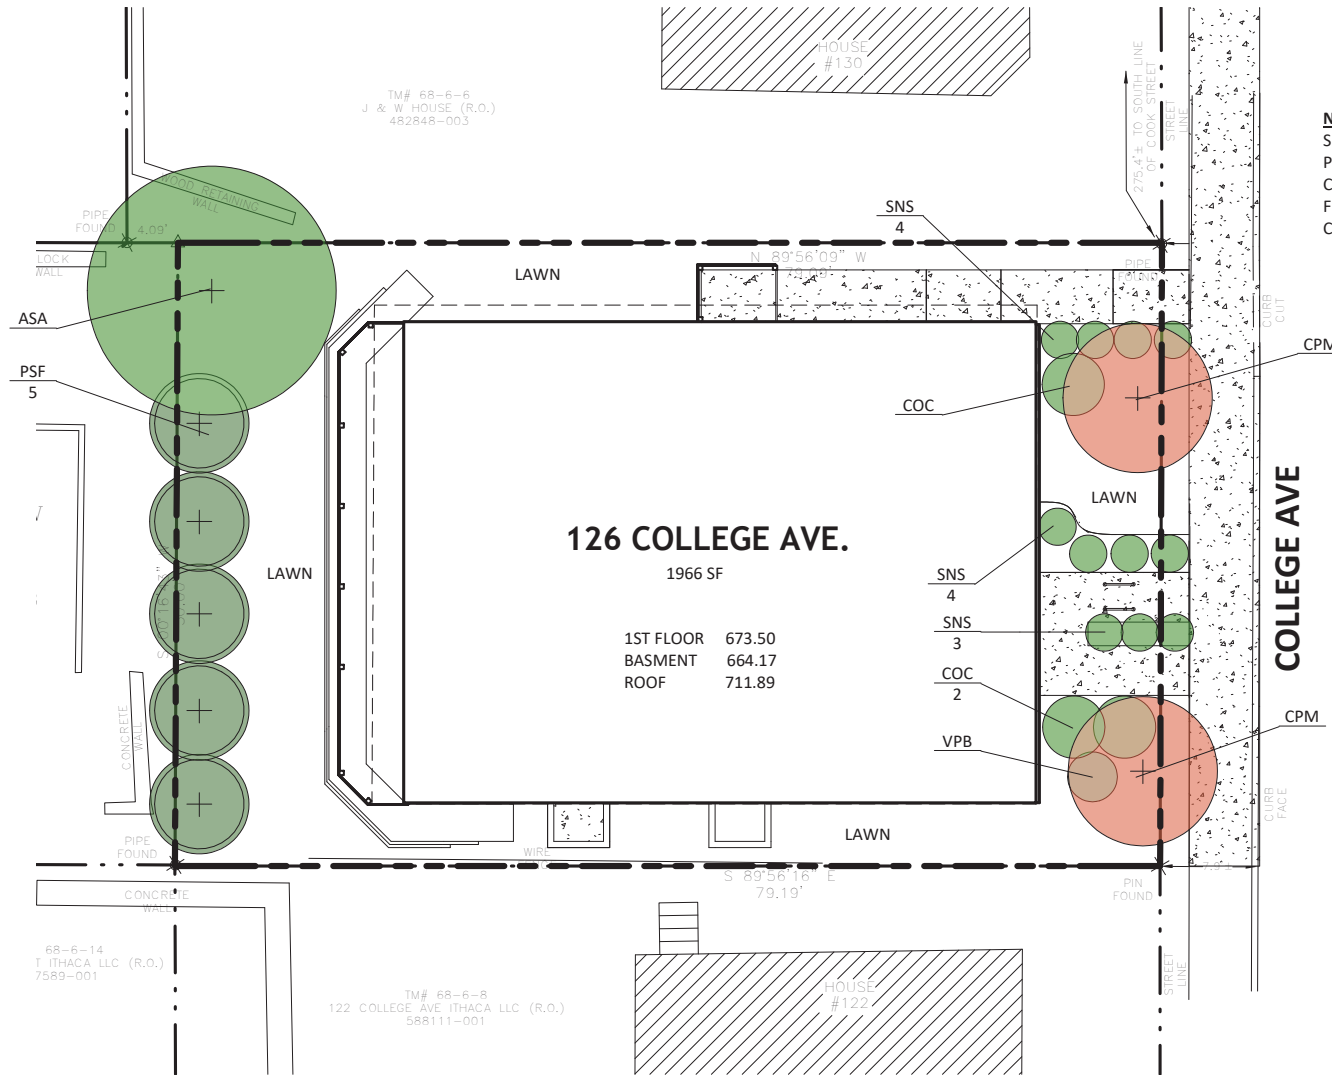 HOUSE
#130
TM# 68-6-6
J & W HOUSE (R.O.)
482848-003
275.4'± TO SOUTH LINE
OF COOK STREET
STREET
LINE
N
S
P
C
F
C
WOOD RETAINING
WALL
PIPE
FOUND
4.09'
LOCK
WALL
SNS
4
N 89°56'09" W
79.09'
PIPE
FOUND
LAWN
CURB
CUT
ASA
PSF
5
CPM
COC
LAWN
COLLEGE AVE
126 COLLEGE AVE.
1966 SF
LAWN
SNS
4
SNS
3
1ST FLOOR 673.50
BASMENT 664.17
ROOF 711.89
COC
2
VPB
CPM
CONCRETE
WALL
CURB
FACE
PIPE
FOUND
LAWN
WIRE
S 89°56'16" E
79.19'
7.9'±
PIN
FOUND
CONCRETE
WALL
68-6-14
T ITHACA LLC (R.O.)
7589-001
TM# 68-6-8
122 COLLEGE AVE ITHACA LLC (R.O.)
588111-001
HOUSE
#122
STREET
LINE